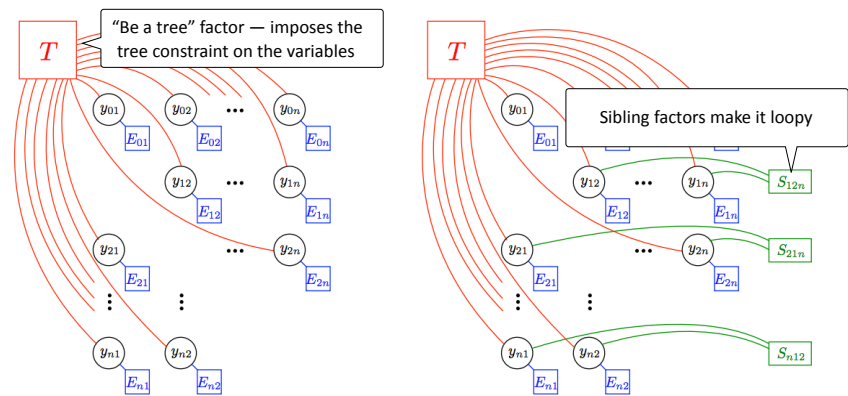 T
“Be a tree” factor — imposes the
tree constraint on the variables
y01 y02 ••• y0n
E01 E02 E0n
y12 ••• y1n
E12 E1n
y21 ••• y2n
E21 E2n
yn1 yn2
En1 En2
T
y01
E01
Sibling factors make it loopy
y12 ••• y1n S12n
E12 E1n
y21 ••• y2n S21n
E21 E2n
yn1 yn2 Sn12
En1 En2